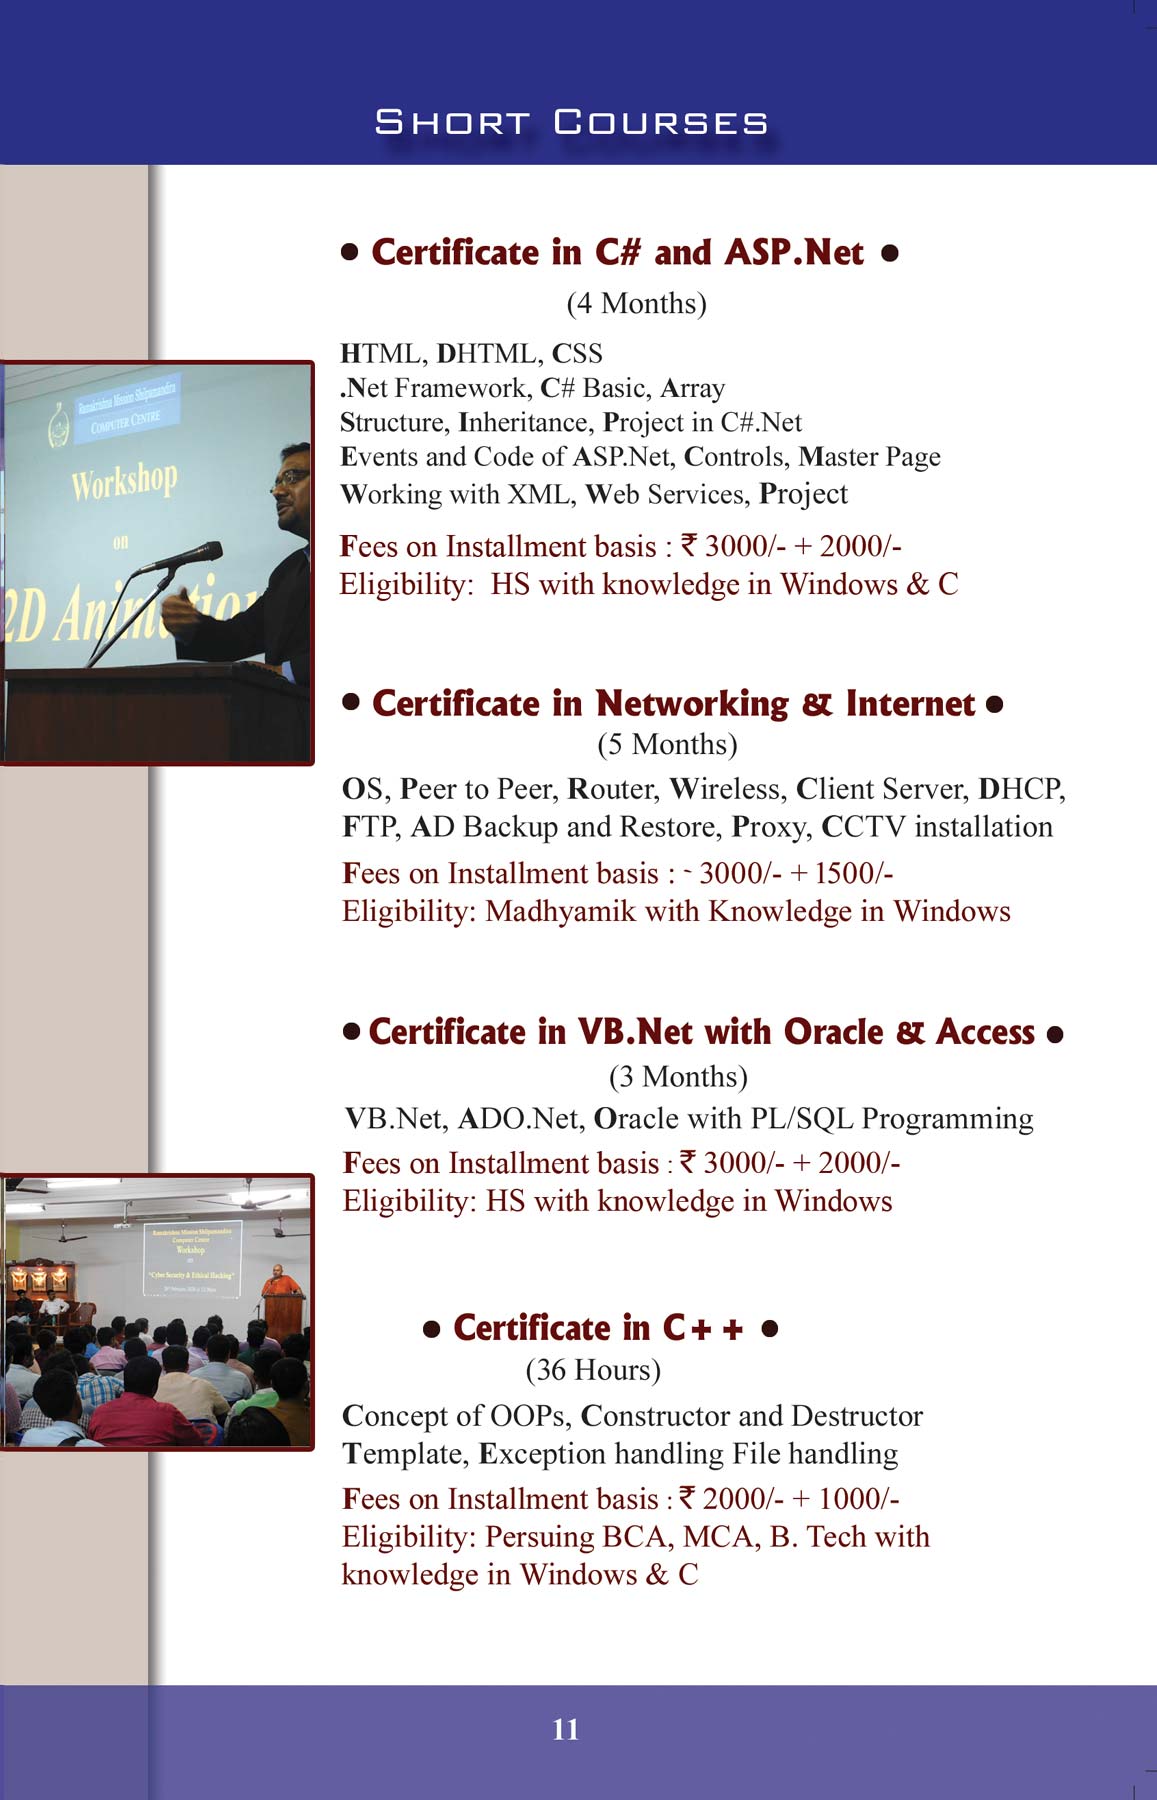 SHORT COURSES
• Certificate in C# and ASP.Net •
(4 Months)
HTML, DHTML, CSS
.Net Framework, C# Basic, Array
Structure, Inheritance, Project in C#.Net
Events and Code of ASP.Net, Controls, Master Page
Working with XML, Web Services, Project
Fees on Installment basis : ₹ 3000/- + 2000/-
Eligibility: HS with knowledge in Windows & C
Ramakrishna Mission Shilpamandira
COMPUTER CENTRE
Workshop
on
2D Animation
• Certificate in Networking & Internet •
(5 Months)
OS, Peer to Peer, Router, Wireless, Client Server, DHCP,
FTP, AD Backup and Restore, Proxy, CCTV installation
Fees on Installment basis : ` 3000/- + 1500/-
Eligibility: Madhyamik with Knowledge in Windows
• Certificate in VB.Net with Oracle & Access •
(3 Months)
VB.Net, ADO.Net, Oracle with PL/SQL Programming
Fees on Installment basis : ₹ 3000/- + 2000/-
Eligibility: HS with knowledge in Windows
Ramakrishna Mission Shilpamandira
Computer Centre
Workshop
on
"Cyber Security & Ethical Hacking"
• Certificate in C++ •
(36 Hours)
Concept of OOPs, Constructor and Destructor
Template, Exception handling File handling
Fees on Installment basis : ₹ 2000/- + 1000/-
Eligibility: Persuing BCA, MCA, B. Tech with
knowledge in Windows & C
11